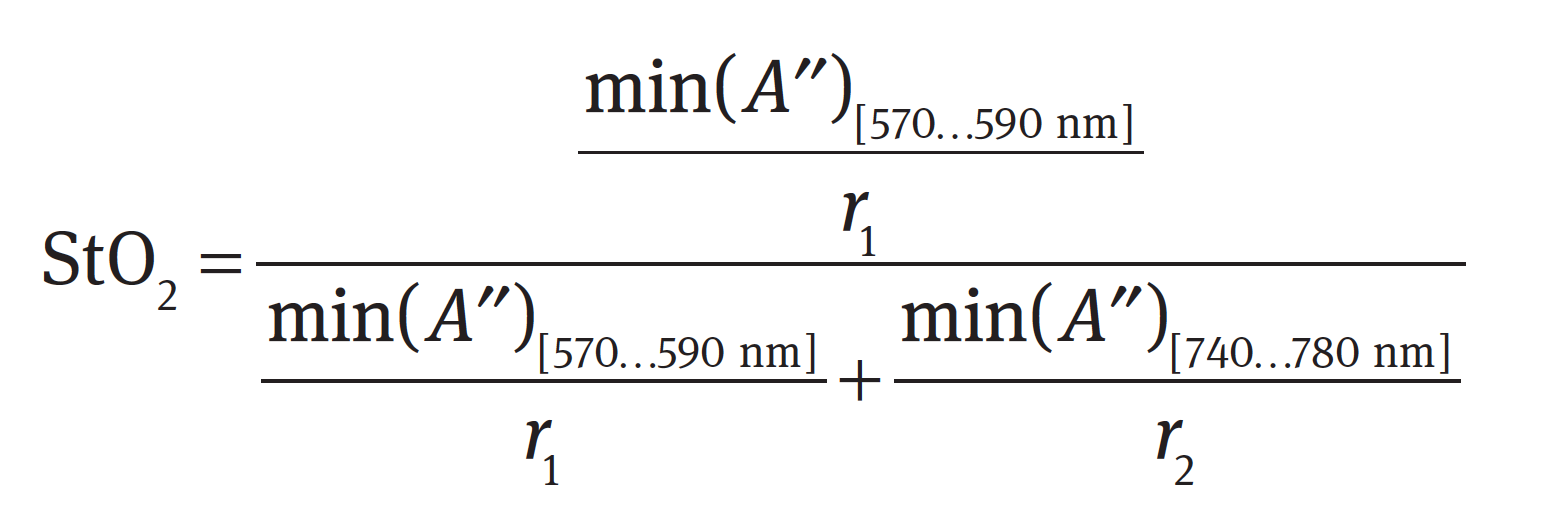 min(A″)[570…590 nm]
r1
StO2 =
min(A″)[570…590 nm] + min(A″)[740…780 nm]
r1 r2